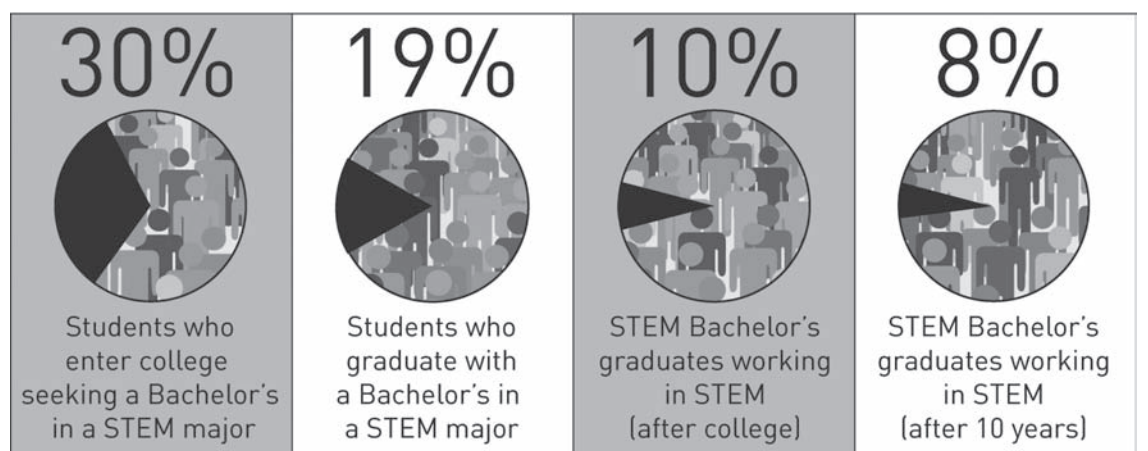 30%
Students who
enter college
seeking a Bachelor's
in a STEM major
19%
Students who
graduate with
a Bachelor's in
a STEM major
10%
STEM Bachelor's
graduates working
in STEM
(after college)
8%
STEM Bachelor's
graduates working
in STEM
(after 10 years)